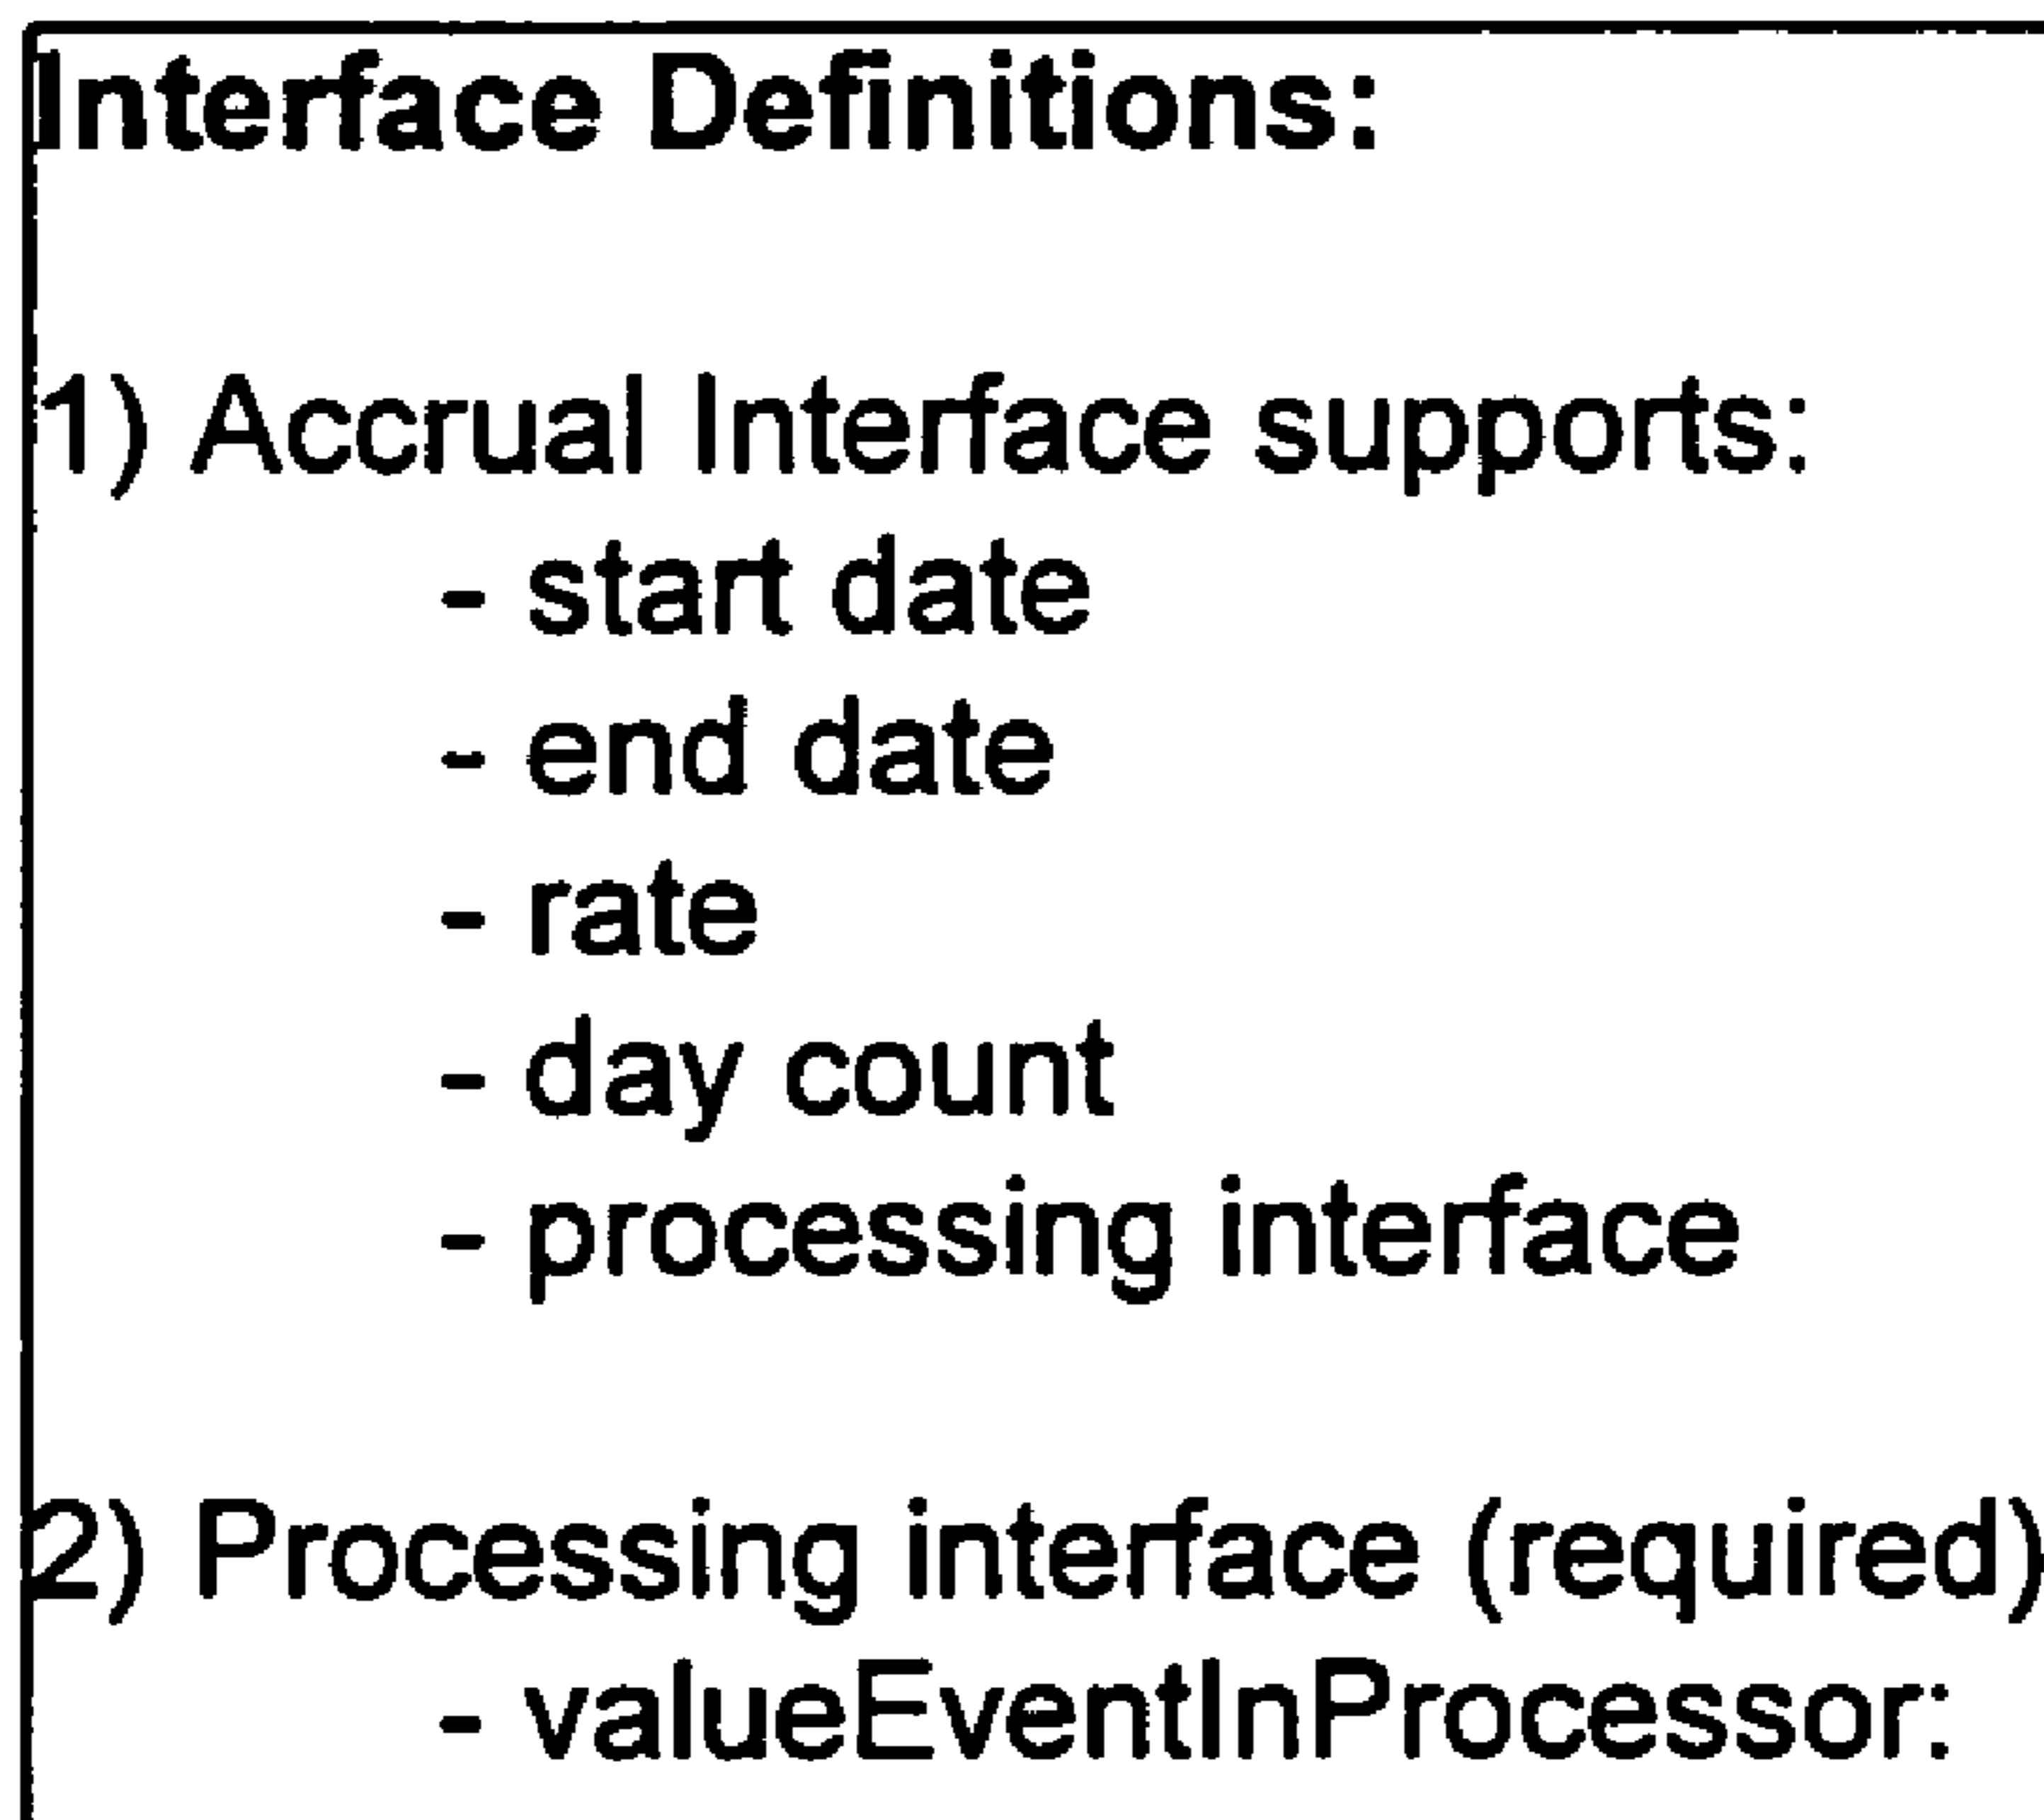 Interface Definitions:
1) Accrual Interface supports:
- start date
- end date
- rate
- day count
- processing interface
2) Processing interface (required)
- valueEventInProcessor: